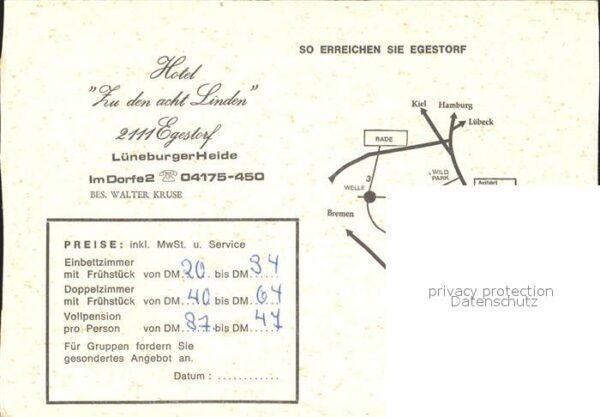 Hotel
"Zu den acht Linden"
2111 Egestorf
Lüneburger Heide
Im Dorfe 2 ☎ 04175-450
BES. WALTER KRUSE
PREISE: inkl. MwSt. u. Service
Einbettzimmer
mit Frühstück von DM 20 bis DM 34
Doppelzimmer
mit Frühstück von DM 40 bis DM 64
Vollpension
pro Person von DM 37 bis DM 47
Für Gruppen fordern Sie
gesondertes Angebot an.
Datum : ............
SO ERREICHEN SIE EGESTORF
Kiel
Hamburg
Lübeck
RADE
3
WELLE
WILD
PARK
Bremen
privacy protection
Datenschutz